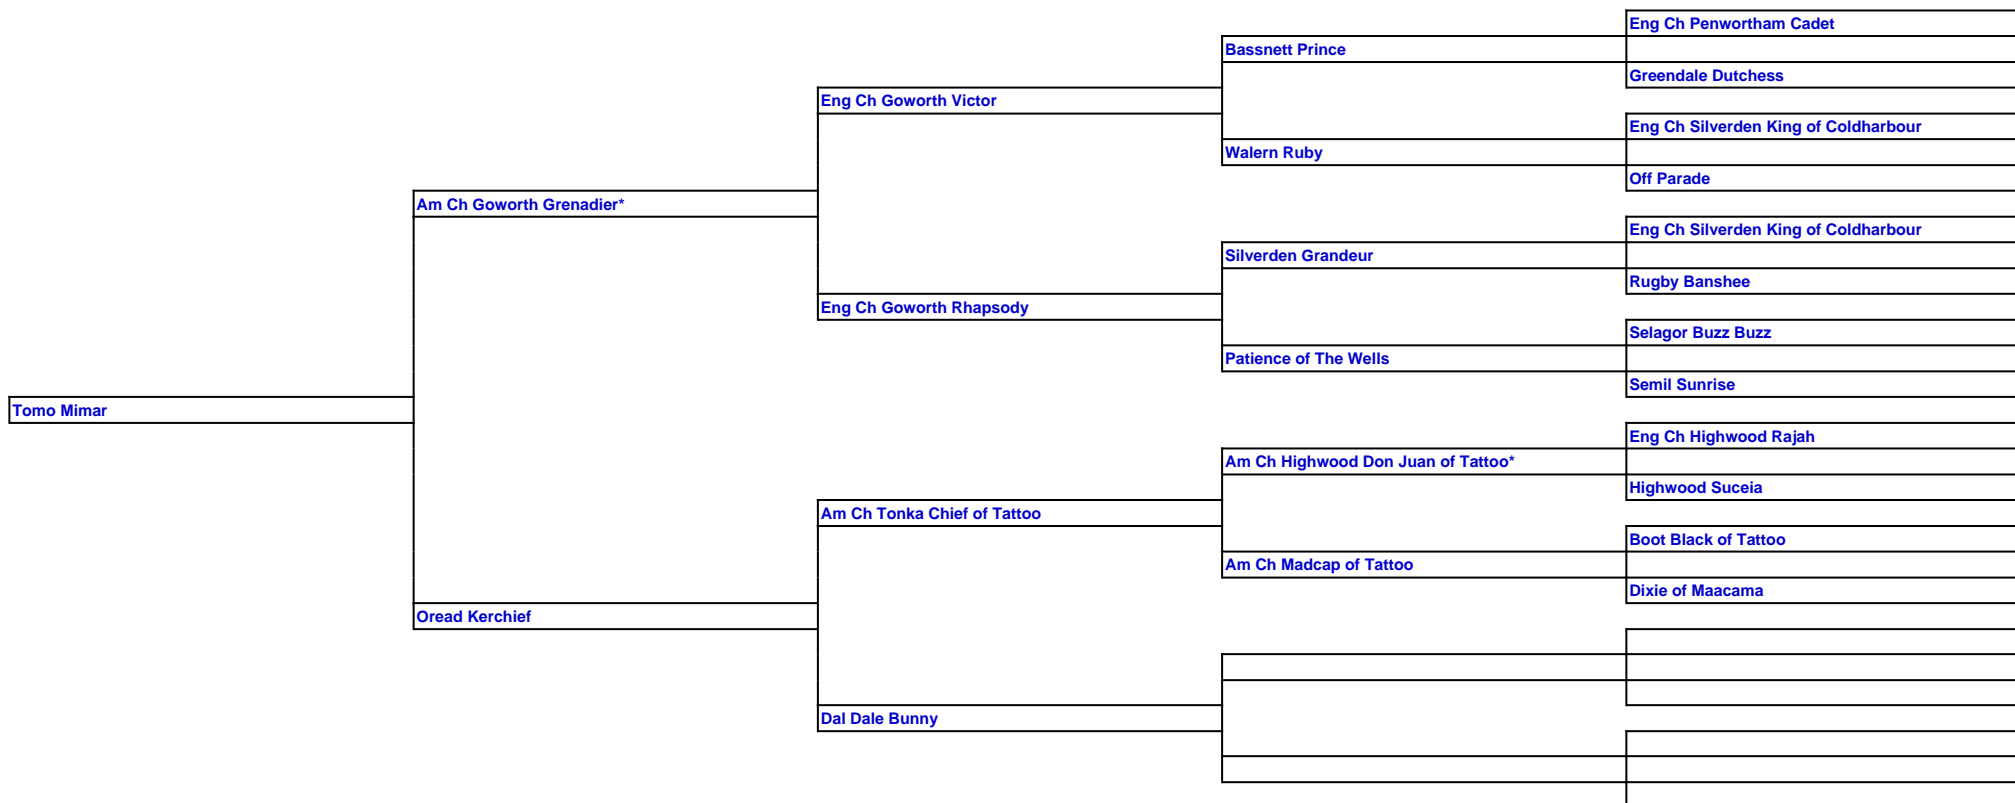 Eng Ch Penwortham Cadet
Bassnett Prince
Greendale Dutchess
Eng Ch Goworth Victor
Eng Ch Silverden King of Coldharbour
Walern Ruby
Off Parade
Am Ch Goworth Grenadier*
Eng Ch Silverden King of Coldharbour
Silverden Grandeur
Rugby Banshee
Eng Ch Goworth Rhapsody
Selagor Buzz Buzz
Patience of The Wells
Semil Sunrise
Tomo Mimar
Eng Ch Highwood Rajah
Am Ch Highwood Don Juan of Tattoo*
Highwood Suceia
Am Ch Tonka Chief of Tattoo
Boot Black of Tattoo
Am Ch Madcap of Tattoo
Dixie of Maacama
Oread Kerchief
Dal Dale Bunny